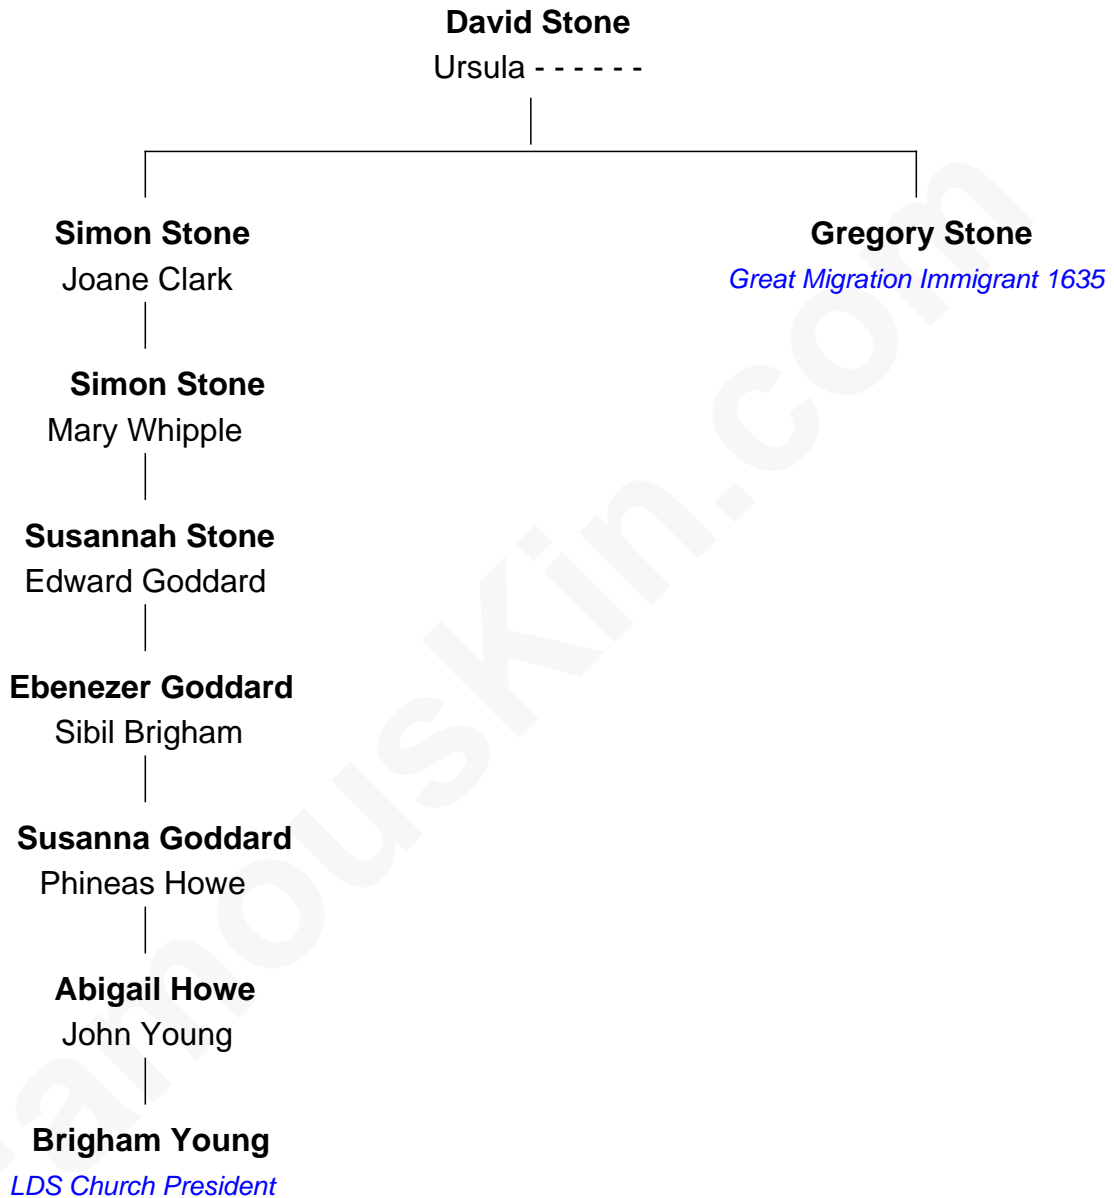 David Stone
Ursula - - - - - -
Simon Stone
Joane Clark
Gregory Stone
Great Migration Immigrant 1635
Simon Stone
Mary Whipple
Susannah Stone
Edward Goddard
Ebenezer Goddard
Sibil Brigham
Susanna Goddard
Phineas Howe
Abigail Howe
John Young
Brigham Young
LDS Church President
FamousKin.com